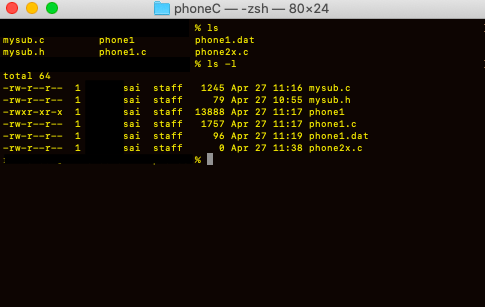 phoneC — -zsh — 80×24
% ls
mysub.c phone1 phone1.dat
mysub.h phone1.c phone2x.c
% ls -l
total 64
-rw-r--r-- 1 sai staff 1245 Apr 27 11:16 mysub.c
-rw-r--r-- 1 sai staff 79 Apr 27 10:55 mysub.h
-rwxr-xr-x 1 sai staff 13888 Apr 27 11:17 phone1
-rw-r--r-- 1 sai staff 1757 Apr 27 11:17 phone1.c
-rw-r--r-- 1 sai staff 96 Apr 27 11:19 phone1.dat
-rw-r--r-- 1 sai staff 0 Apr 27 11:38 phone2x.c
%